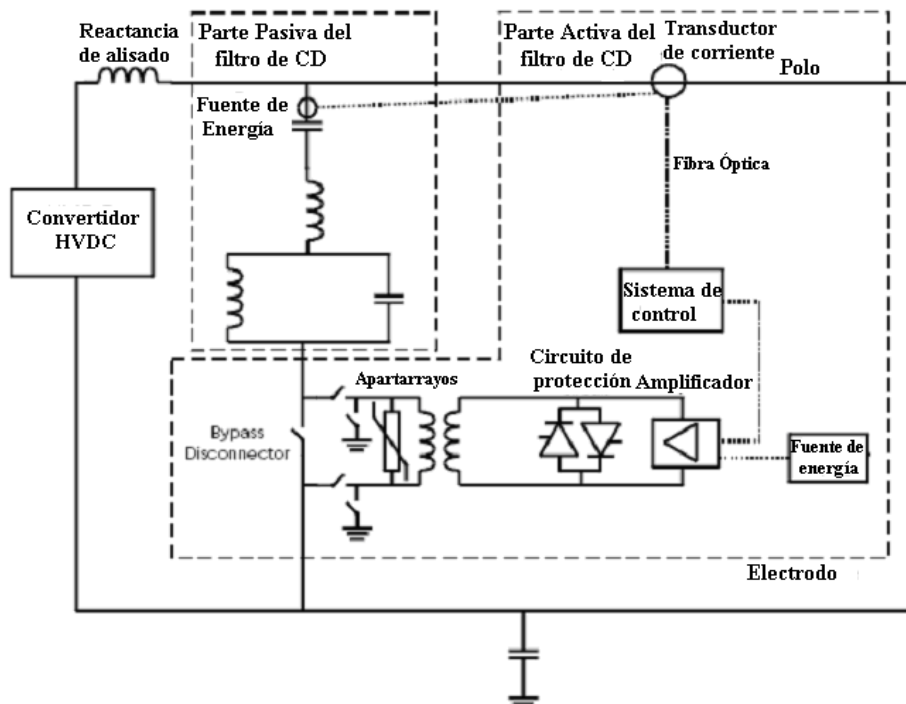 Reactancia
de alisado
Parte Pasiva del
filtro de CD
Parte Activa del
filtro de CD
Transductor
de corriente
Polo
Fuente de
Energía
Fibra Óptica
Convertidor
HVDC
Sistema de
control
Circuito de
protección
Amplificador
Apartarrayos
Bypass
Disconnector
Fuente de
energía
Electrodo